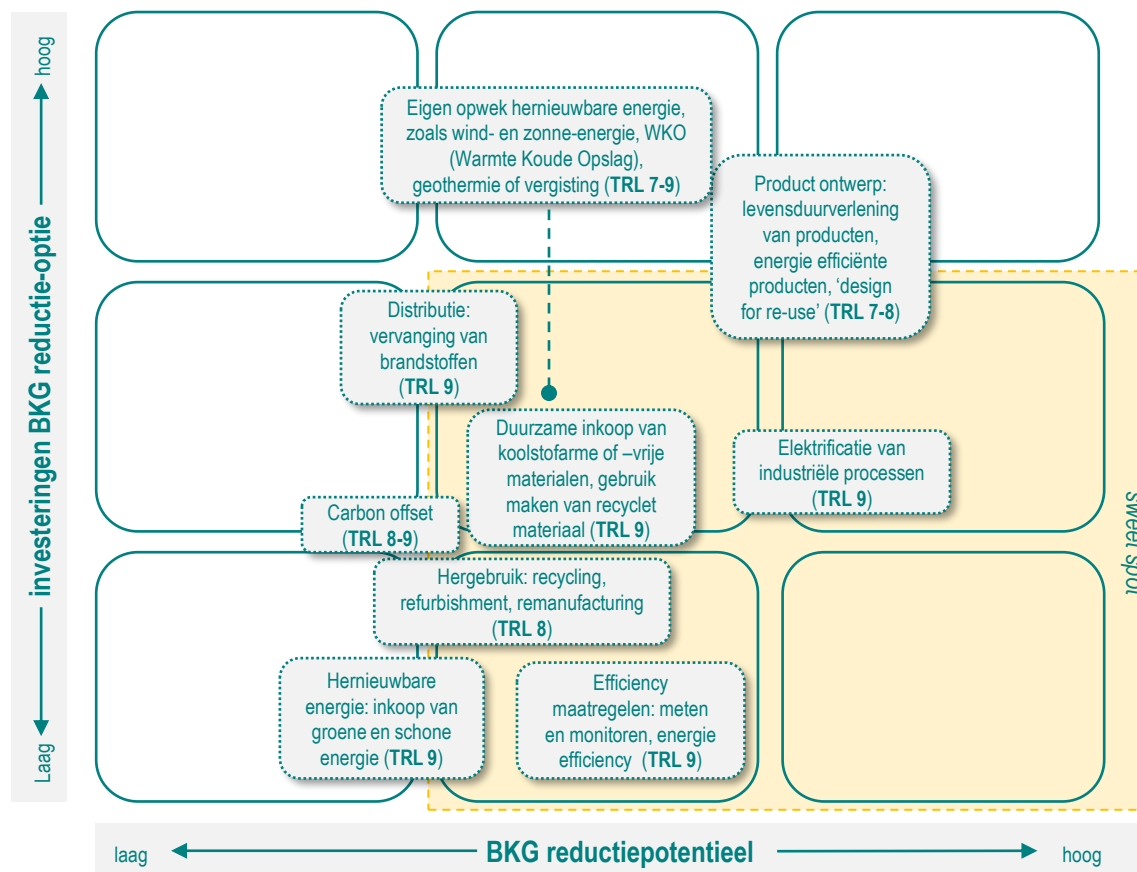 hoog
investeringen BKG reductie-optie
Laag
Eigen opwek hernieuwbare energie,
zoals wind- en zonne-energie, WKO
(Warmte Koude Opslag),
geothermie of vergisting (TRL 7-9)
Product ontwerp:
levensduurverlening
van producten,
energie efficiënte
producten, ‘design
for re-use’ (TRL 7-8)
Distributie:
vervanging van
brandstoffen
(TRL 9)
Duurzame inkoop van
koolstofarme of –vrije
materialen, gebruik
maken van recyclet
materiaal (TRL 9)
Elektrificatie van
industriële processen
(TRL 9)
Carbon offset
(TRL 8-9)
sweet spot
Hergebruik: recycling,
refurbishment, remanufacturing
(TRL 8)
Hernieuwbare
energie: inkoop van
groene en schone
energie (TRL 9)
Efficiency
maatregelen: meten
en monitoren, energie
efficiency (TRL 9)
laag
BKG reductiepotentieel
hoog